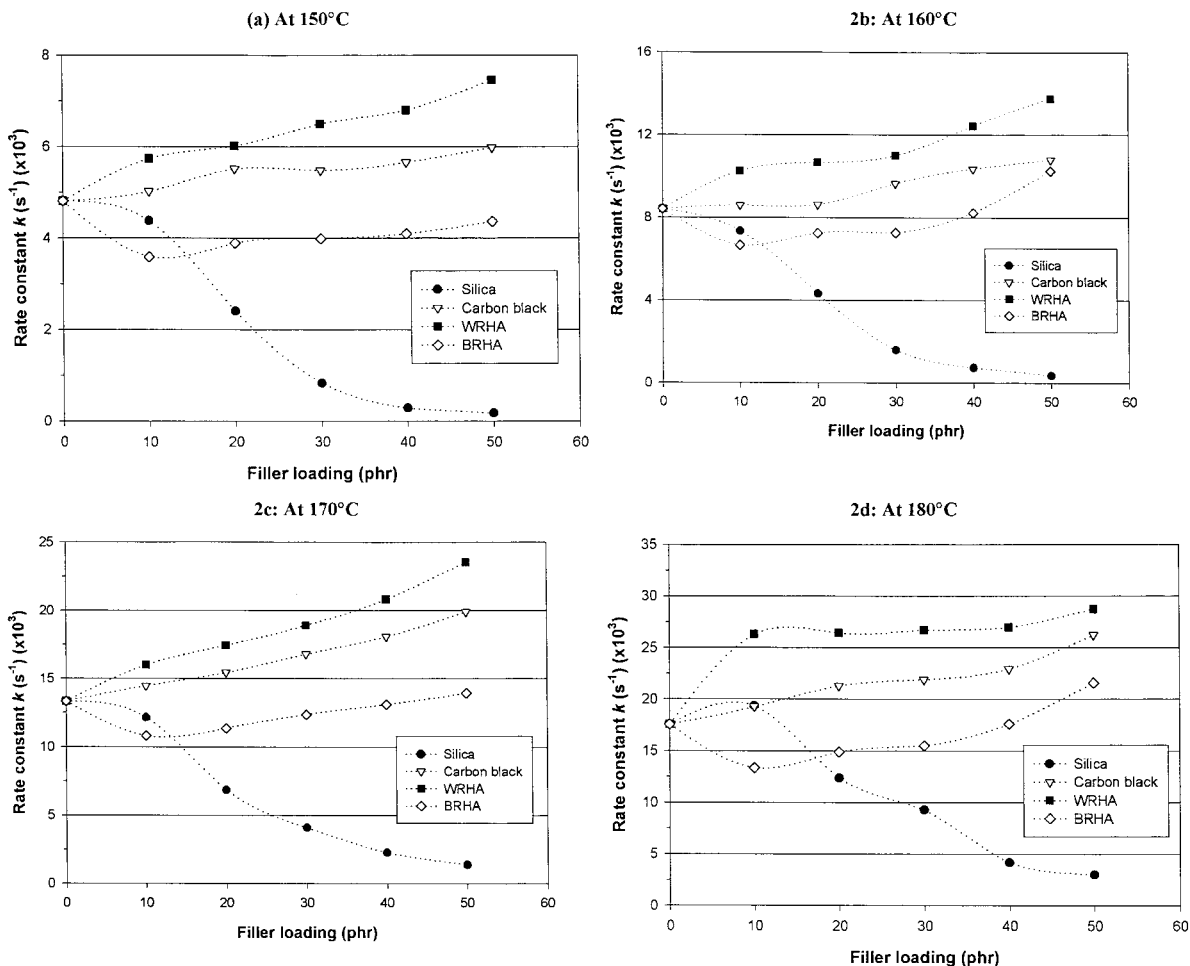 (a) At 150°C
Rate constant k (s⁻¹) (x10³)
8
6
4
2
0
Silica
Carbon black
WRHA
BRHA
0 10 20 30 40 50 60
Filler loading (phr)
2b: At 160°C
Rate constant k (s⁻¹) (x10³)
16
12
8
4
0
Silica
Carbon black
WRHA
BRHA
0 10 20 30 40 50 60
Filler loading (phr)
2c: At 170°C
Rate constant k (s⁻¹) (x10³)
25
20
15
10
5
0
Silica
Carbon black
WRHA
BRHA
0 10 20 30 40 50 60
Filler loading (phr)
2d: At 180°C
Rate constant k (s⁻¹) (x10³)
35
30
25
20
15
10
5
0
Silica
Carbon black
WRHA
BRHA
0 10 20 30 40 50 60
Filler loading (phr)